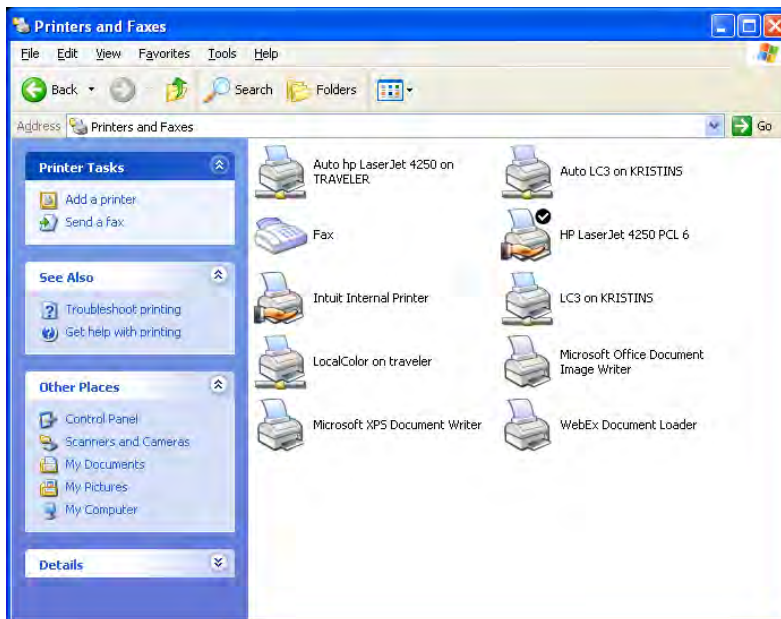 Printers and Faxes
File Edit View Favorites Tools Help
Back Search Folders
Address Printers and Faxes Go
Printer Tasks
Add a printer
Send a fax
See Also
Troubleshoot printing
Get help with printing
Other Places
Control Panel
Scanners and Cameras
My Documents
My Pictures
My Computer
Details
Auto hp LaserJet 4250 on
TRAVELER
Auto LC3 on KRISTINS
Fax
HP LaserJet 4250 PCL 6
Intuit Internal Printer
LC3 on KRISTINS
LocalColor on traveler
Microsoft Office Document
Image Writer
Microsoft XPS Document Writer
WebEx Document Loader